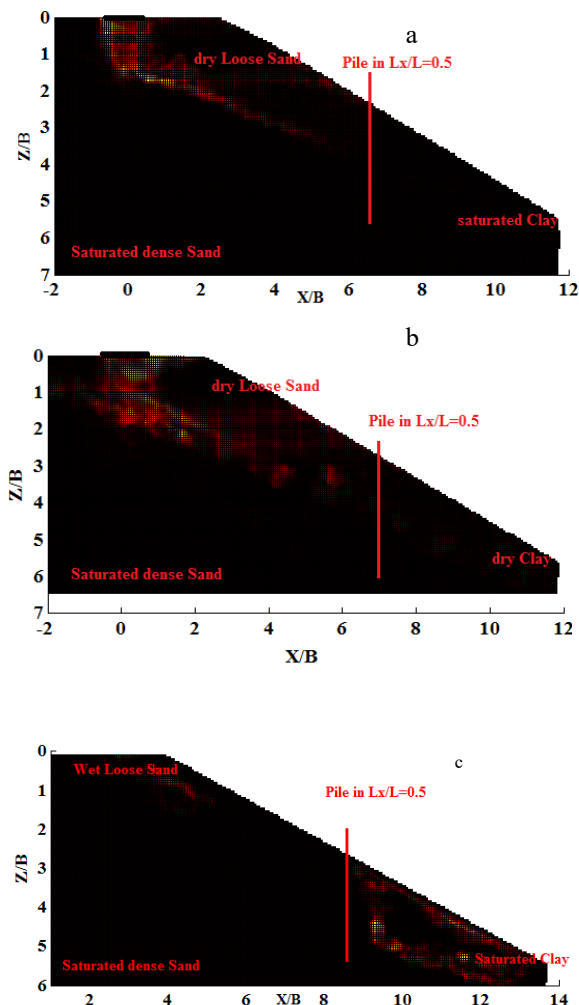 a
0
1
2
3
4
5
6
7
Z/B
dry Loose Sand
Pile in Lx/L=0.5
saturated Clay
Saturated dense Sand
-2 0 2 4 6 8 10 12
X/B
b
0
1
2
3
4
5
6
7
Z/B
dry Loose Sand
Pile in Lx/L=0.5
dry Clay
Saturated dense Sand
-2 0 2 4 6 8 10 12
X/B
c
0
1
2
3
4
5
6
Z/B
Wet Loose Sand
Pile in Lx/L=0.5
Saturated Clay
Saturated dense Sand
2 4 6 X/B 8 10 12 14